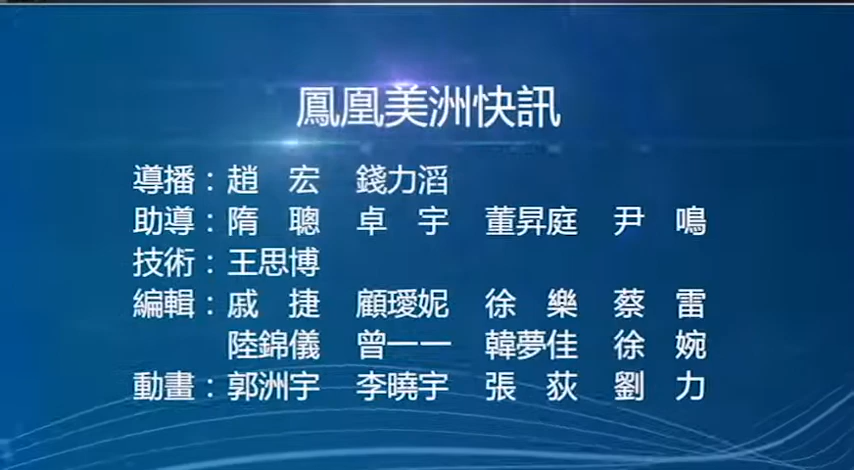 鳳凰美洲快訊
導播：趙　宏　錢力滔
助導：隋　聰　卓　宇　董昇庭　尹　鳴
技術：王思博
編輯：戚　捷　顧璦妮　徐　樂　蔡　雷
陸錦儀　曾一一　韓夢佳　徐　婉
動畫：郭洲宇　李曉宇　張　荻　劉　力